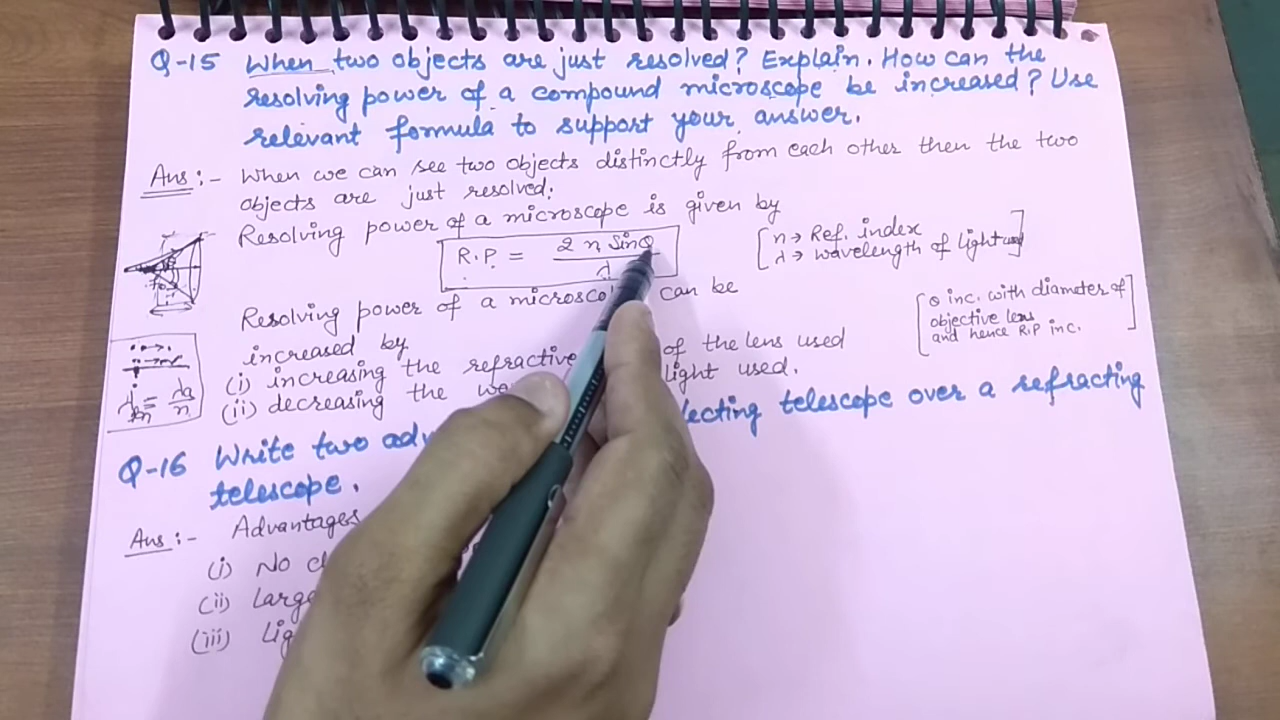 Q-15 When two objects are just resolved? Explain. How can the
resolving power of a compound microscope be increased? Use
relevant formula to support your answer.
Ans:- When we can see two objects distinctly from each other then the two
objects are just resolved.
Resolving power of a microscope is given by
R.P. = 2 n Sinθ / λ
[n → Ref. index
λ → wavelength of light used]
Resolving power of a can be
increased by
[θ inc. with diameter of
objective lens
and hence R.P inc.]
(i) increasing the refractive of the lens used
(ii) decreasing the light used.
λm = λa / n
Q-16 Write two telescope over a refracting
telescope.
Ans:- Advantages
(i) No
(ii)
(iii)